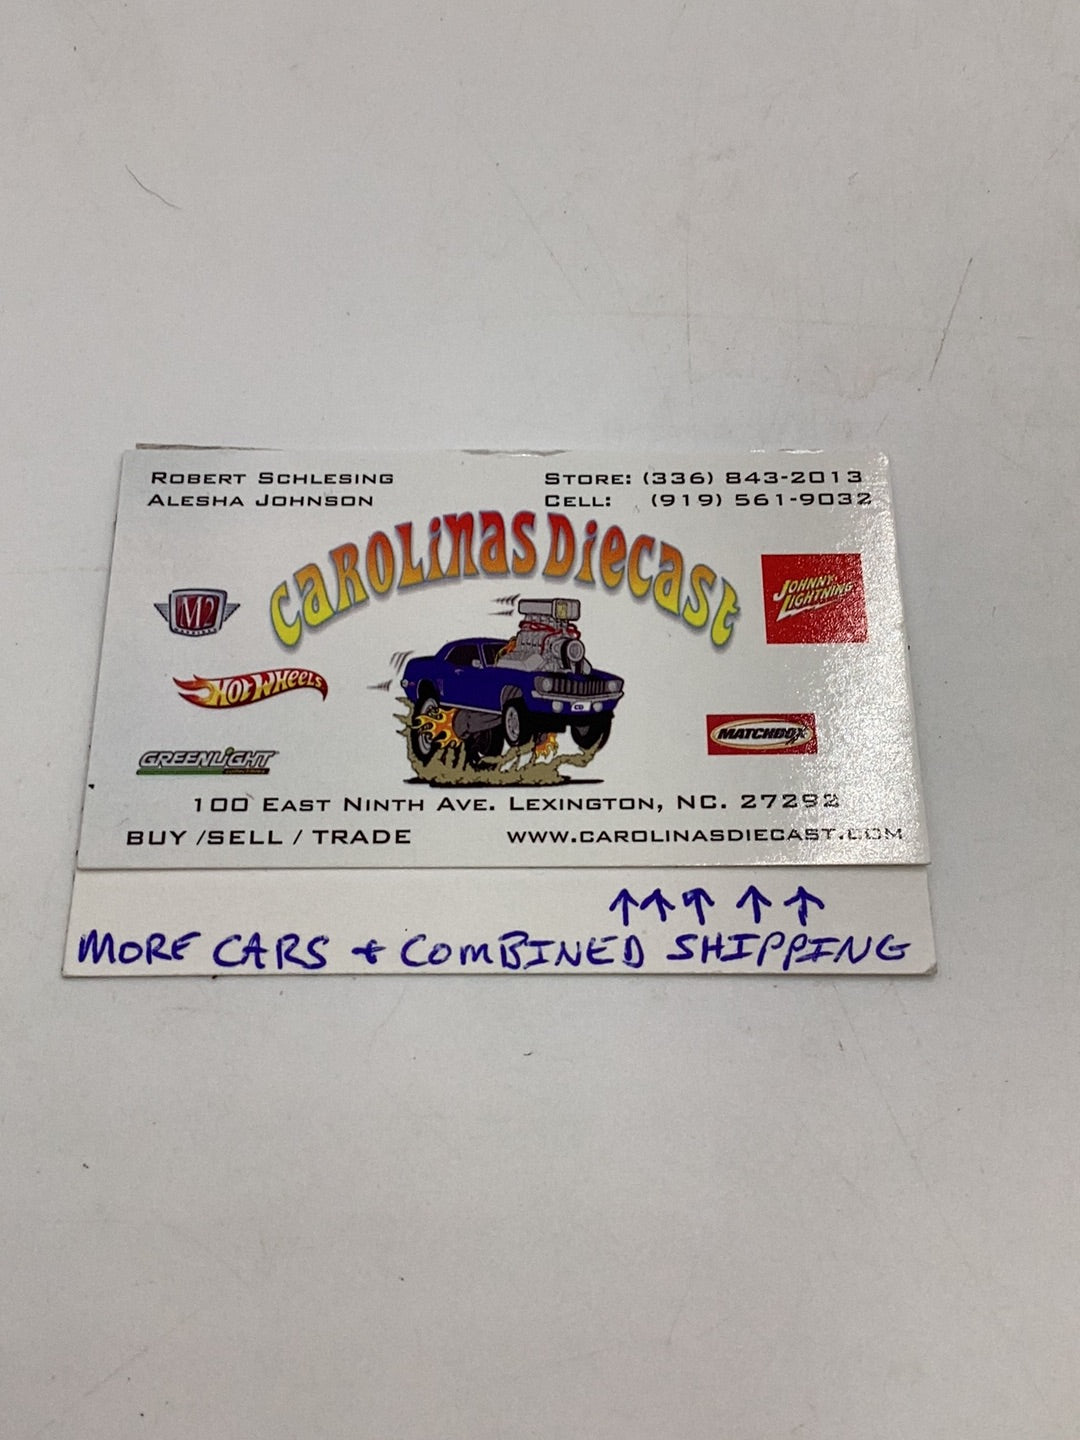 ROBERT SCHLESING
ALESHA JOHNSON
STORE: (336) 843-2013
CELL: (919) 561-9032
CAROLINAS DIECAST
M2
JOHNNY LIGHTNING
HOT WHEELS
MATCHBOX
GREENLIGHT
CD
100 EAST NINTH AVE. LEXINGTON, NC. 27292
BUY /SELL / TRADE
WWW.CAROLINASDIECAST.COM
↑↑↑ ↑ ↑
MORE CARS + COMBINED SHIPPING